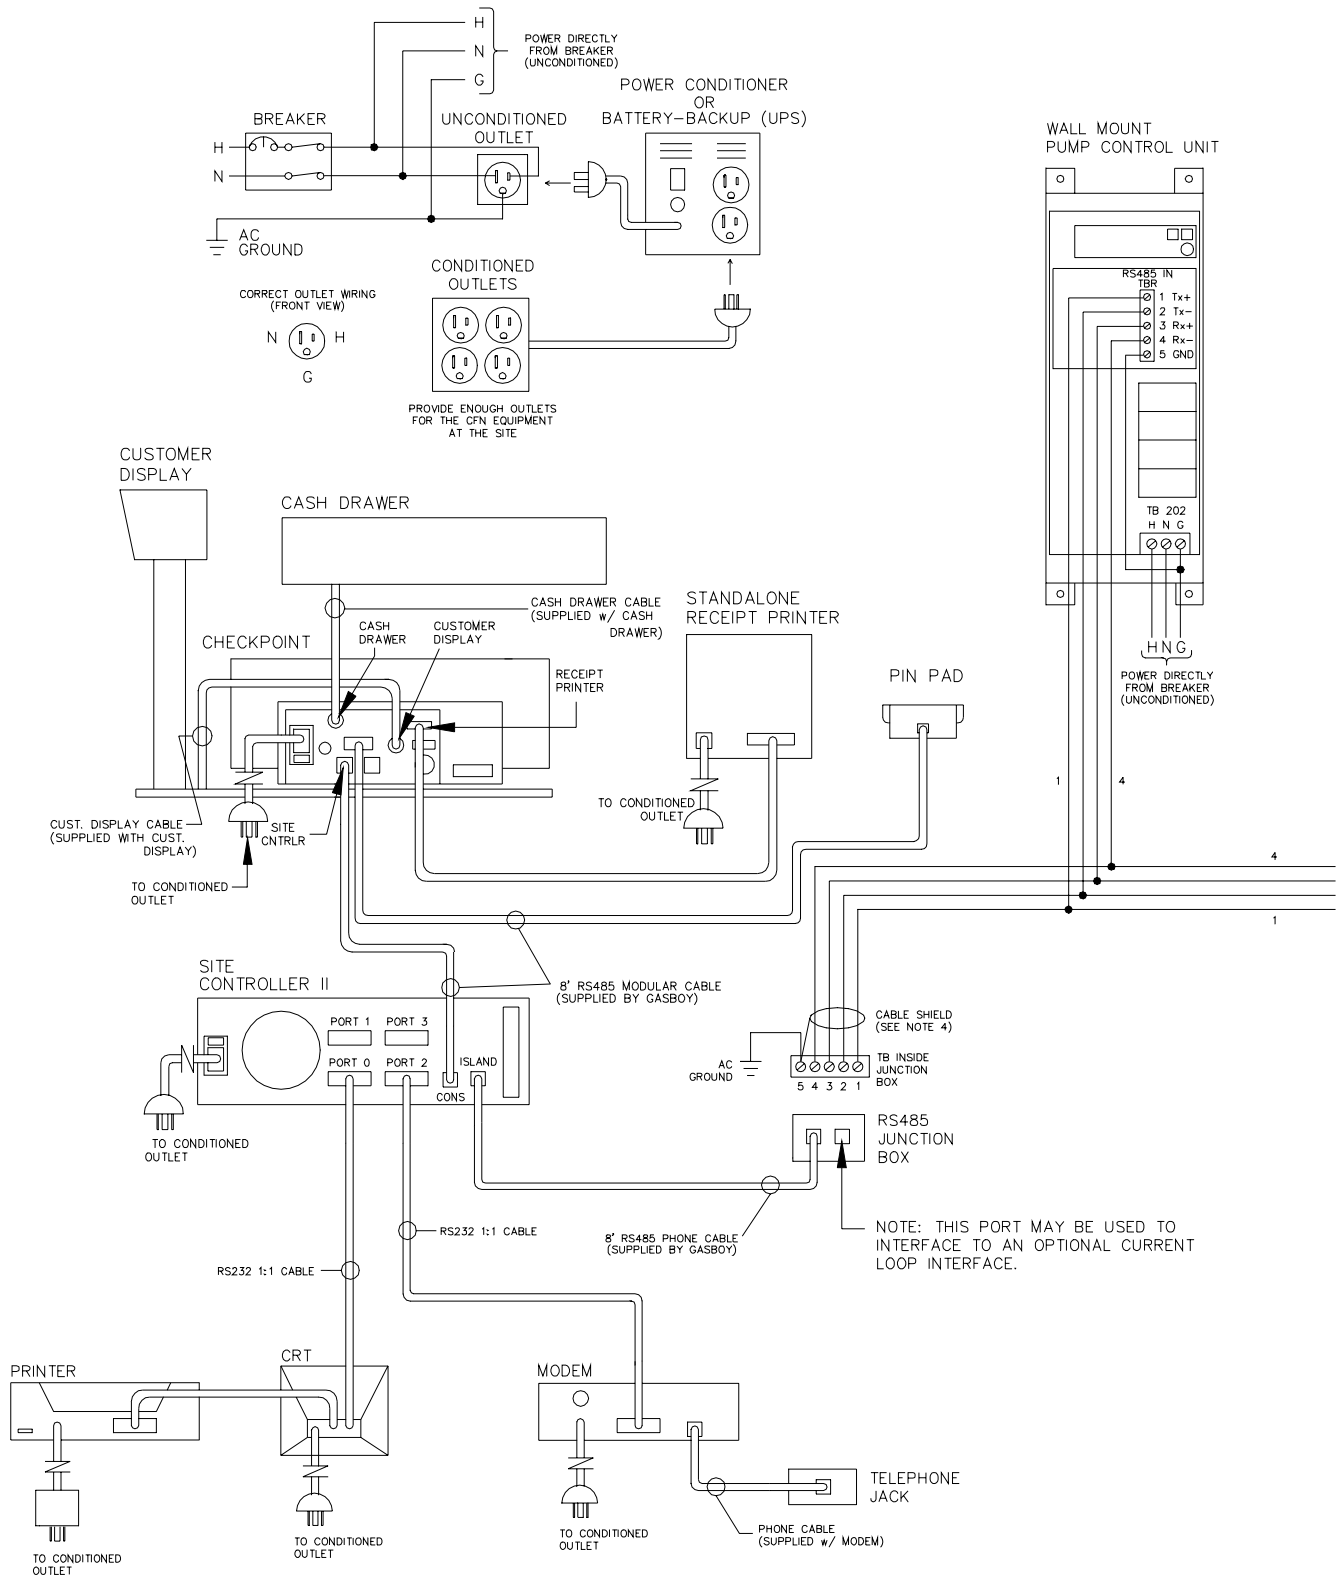 H
N
G
POWER DIRECTLY
FROM BREAKER
(UNCONDITIONED)
BREAKER
H
N
AC
GROUND
UNCONDITIONED
OUTLET
POWER CONDITIONER
OR
BATTERY-BACKUP (UPS)
CORRECT OUTLET WIRING
(FRONT VIEW)
N
H
G
CONDITIONED
OUTLETS
PROVIDE ENOUGH OUTLETS
FOR THE CFN EQUIPMENT
AT THE SITE
WALL MOUNT
PUMP CONTROL UNIT
RS485 IN
TBR
1 Tx+
2 Tx-
3 Rx+
4 Rx-
5 GND
TB 202
H N G
H N G
POWER DIRECTLY
FROM BREAKER
(UNCONDITIONED)
1
4
4
1
CUSTOMER
DISPLAY
CASH DRAWER
CASH DRAWER CABLE
(SUPPLIED w/ CASH
DRAWER)
CHECKPOINT
CASH
DRAWER
CUSTOMER
DISPLAY
RECEIPT
PRINTER
STANDALONE
RECEIPT PRINTER
PIN PAD
TO CONDITIONED
OUTLET
CUST. DISPLAY CABLE
(SUPPLIED WITH CUST.
DISPLAY)
SITE
CNTRLR
TO CONDITIONED
OUTLET
SITE
CONTROLLER II
8' RS485 MODULAR CABLE
(SUPPLIED BY GASBOY)
PORT 1
PORT 3
PORT 0
PORT 2
ISLAND
CONS
TO CONDITIONED
OUTLET
CABLE SHIELD
(SEE NOTE 4)
AC
GROUND
TB INSIDE
JUNCTION
BOX
5 4 3 2 1
RS485
JUNCTION
BOX
NOTE: THIS PORT MAY BE USED TO
INTERFACE TO AN OPTIONAL CURRENT
LOOP INTERFACE.
RS232 1:1 CABLE
8' RS485 PHONE CABLE
(SUPPLIED BY GASBOY)
RS232 1:1 CABLE
PRINTER
CRT
MODEM
TELEPHONE
JACK
PHONE CABLE
(SUPPLIED w/ MODEM)
TO CONDITIONED
OUTLET
TO CONDITIONED
OUTLET
TO CONDITIONED
OUTLET